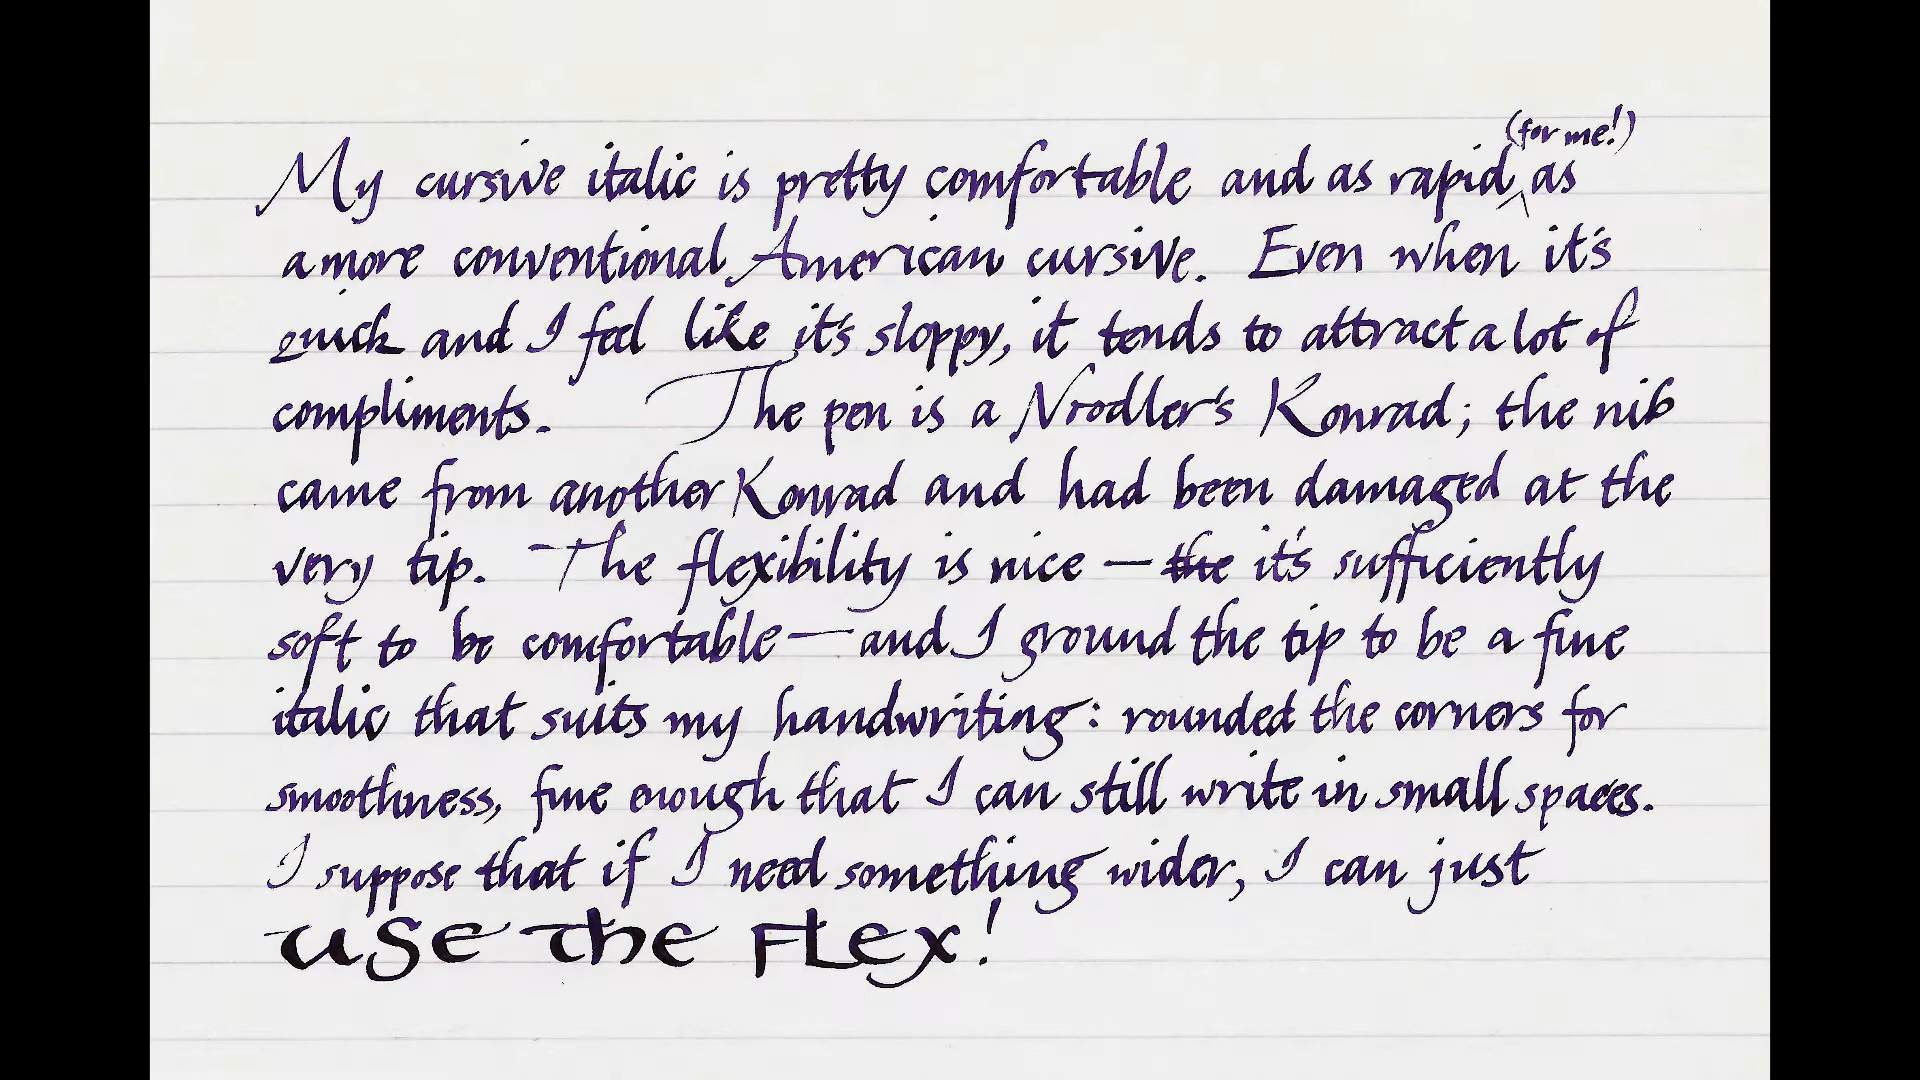 My cursive italic is pretty comfortable and as rapid (for me!) as
a more conventional American cursive. Even when it's
quick and I feel like it's sloppy, it tends to attract a lot of
compliments. The pen is a Noodler's Konrad; the nib
came from another Konrad and had been damaged at the
very tip. The flexibility is nice — the it's sufficiently
soft to be comfortable — and I ground the tip to be a fine
italic that suits my handwriting: rounded the corners for
smoothness, fine enough that I can still write in small spaces.
I suppose that if I need something wider, I can just
USE THE FLEX!